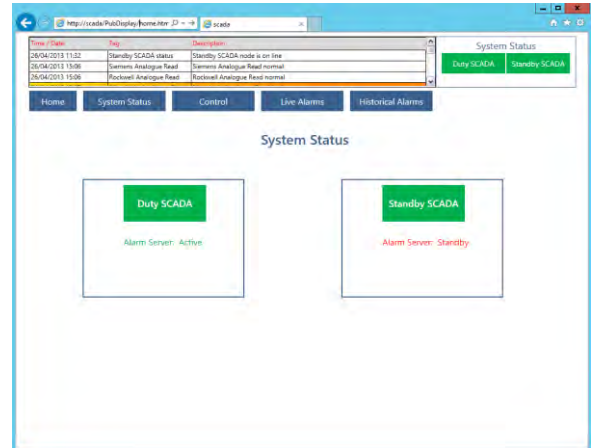 http://scada/PubDisplay/home.htm
scada
Time / Date: Tag: Description:
26/04/2013 11:32 Standby SCADA status Standby SCADA node is on line
26/04/2013 15:06 Siemens Analogue Read Siemens Analogue Read normal
26/04/2013 15:06 Rockwell Analogue Read Rockwell Analogue Read normal
System Status
Duty SCADA Standby SCADA
Home System Status Control Live Alarms Historical Alarms
System Status
Duty SCADA
Alarm Server: Active
Standby SCADA
Alarm Server: Standby